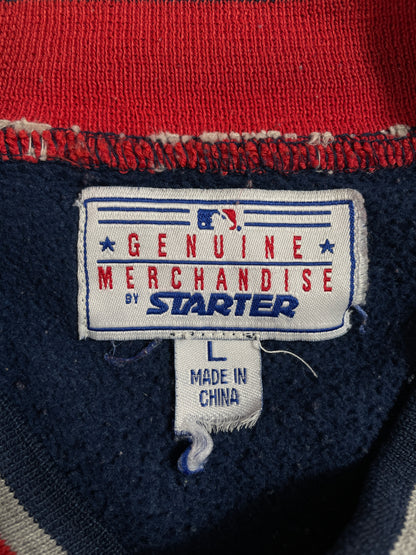 GENUINE
MERCHANDISE
BY STARTER
L
MADE IN
CHINA